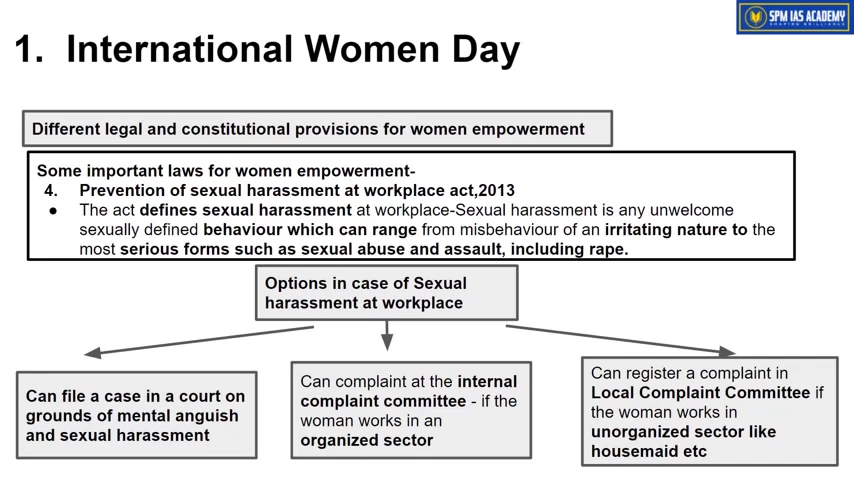 SPM IAS ACADEMY
SHAPING BRILLIANCE
1. International Women Day
Different legal and constitutional provisions for women empowerment
Some important laws for women empowerment-
4. Prevention of sexual harassment at workplace act,2013
● The act defines sexual harassment at workplace-Sexual harassment is any unwelcome
sexually defined behaviour which can range from misbehaviour of an irritating nature to the
most serious forms such as sexual abuse and assault, including rape.
Options in case of Sexual
harassment at workplace
Can file a case in a court on
grounds of mental anguish
and sexual harassment
Can complaint at the internal
complaint committee - if the
woman works in an
organized sector
Can register a complaint in
Local Complaint Committee if
the woman works in
unorganized sector like
housemaid etc